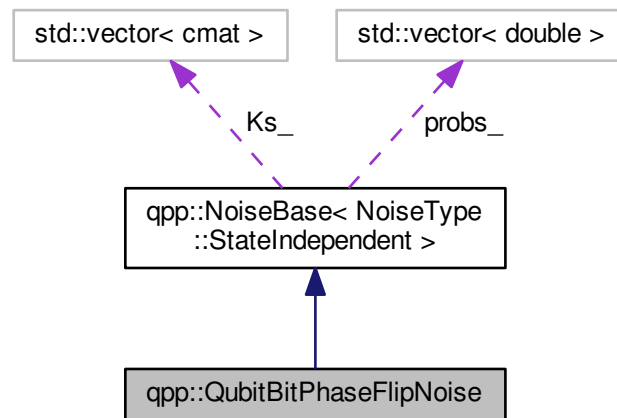 std::vector< cmat >
std::vector< double >
Ks_
probs_
qpp::NoiseBase< NoiseType
::StateIndependent >
qpp::QubitBitPhaseFlipNoise